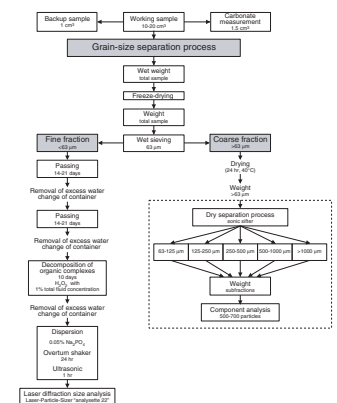 Backup sample
1 cm³
Working sample
10-20 cm³
Carbonate
measurement
1.5 cm³
Grain-size separation process
Wet weight
total sample
Freeze-drying
Weight
total sample
Fine fraction
<63 µm
Wet sieving
63 µm
Coarse fraction
>63 µm
Passing
14-21 days
Removal of excess water
change of container
Passing
14-21 days
Removal of excess water
change of container
Decomposition of
organic complexes
10 days
H₂O₂ with
1% total fluid concentration
Removal of excess water
change of container
Dispersion
0.05% Na₄PO₃
Overturn shaker
24 hr
Ultrasonic
1 hr
Laser diffraction size analysis
Laser-Particle-Sizer "analysette 22"
Drying
(24 hr, 40°C)
Weight
>63 µm
Dry separation process
sonic sifter
63-125 µm
125-250 µm
250-500 µm
500-1000 µm
>1000 µm
Weight
subfractions
Component analysis
500-700 particles